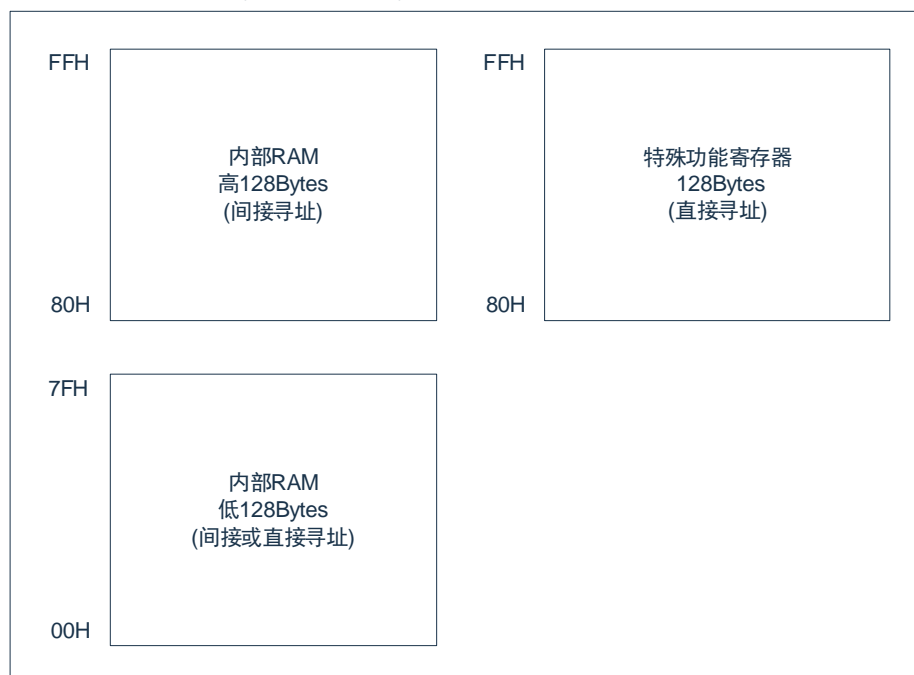 FFH
内部RAM
高128Bytes
(间接寻址)
80H
FFH
特殊功能寄存器
128Bytes
(直接寻址)
80H
7FH
内部RAM
低128Bytes
(间接或直接寻址)
00H